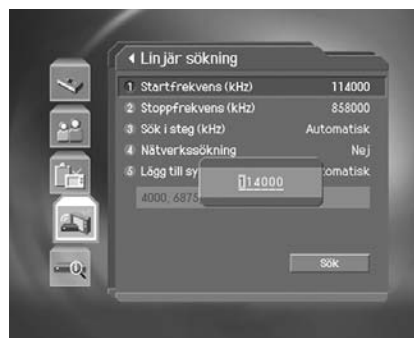 Linjär sökning
1 Startfrekvens (kHz) 114000
2 Stoppfrekvens (kHz) 858000
3 Sök i steg (kHz) Automatisk
4 Nätverkssökning Nej
5 Lägg till sy tomatisk
114000
4000, 6875
Sök